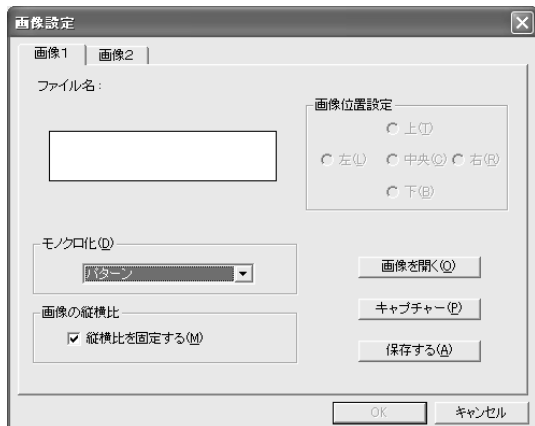 画像設定
画像1 画像2
ファイル名:
画像位置設定
上(T)
左(L) 中央(C) 右(R)
下(B)
モノクロ化(D)
パターン
画像を開く(O)
画像の縦横比
キャプチャー(P)
縦横比を固定する(M)
保存する(A)
OK キャンセル